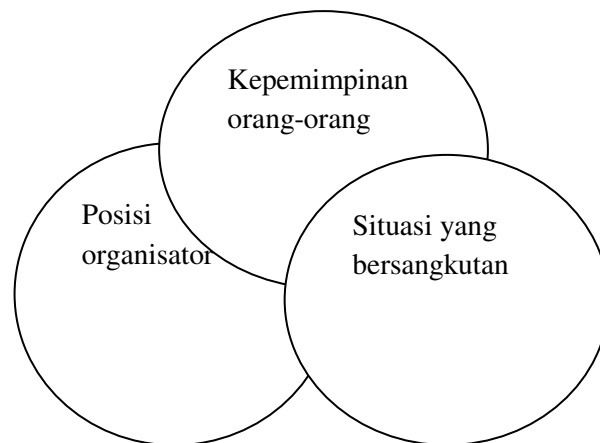 Kepemimpinan
orang-orang
Posisi
organisator
Situasi yang
bersangkutan